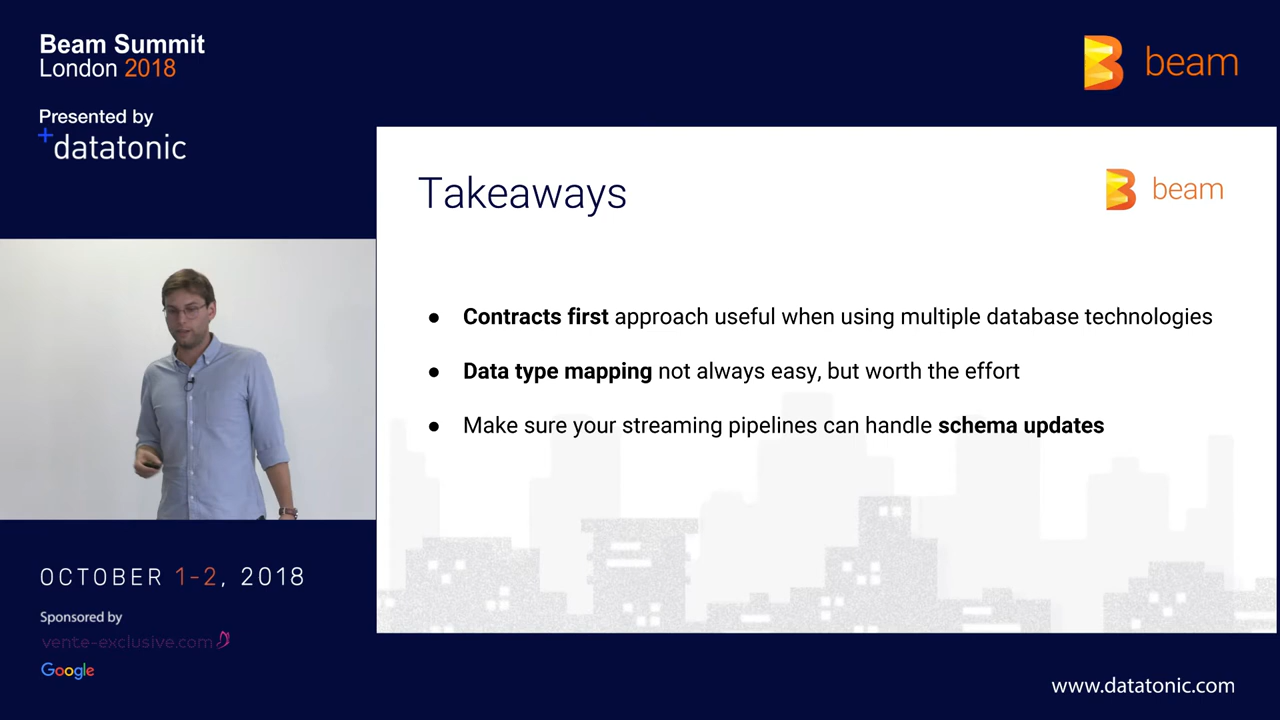 Beam Summit
London 2018
Presented by
+datatonic
beam
Takeaways
beam
● Contracts first approach useful when using multiple database technologies
● Data type mapping not always easy, but worth the effort
● Make sure your streaming pipelines can handle schema updates
OCTOBER 1-2, 2018
Sponsored by
vente-exclusive.com
Google
www.datatonic.com